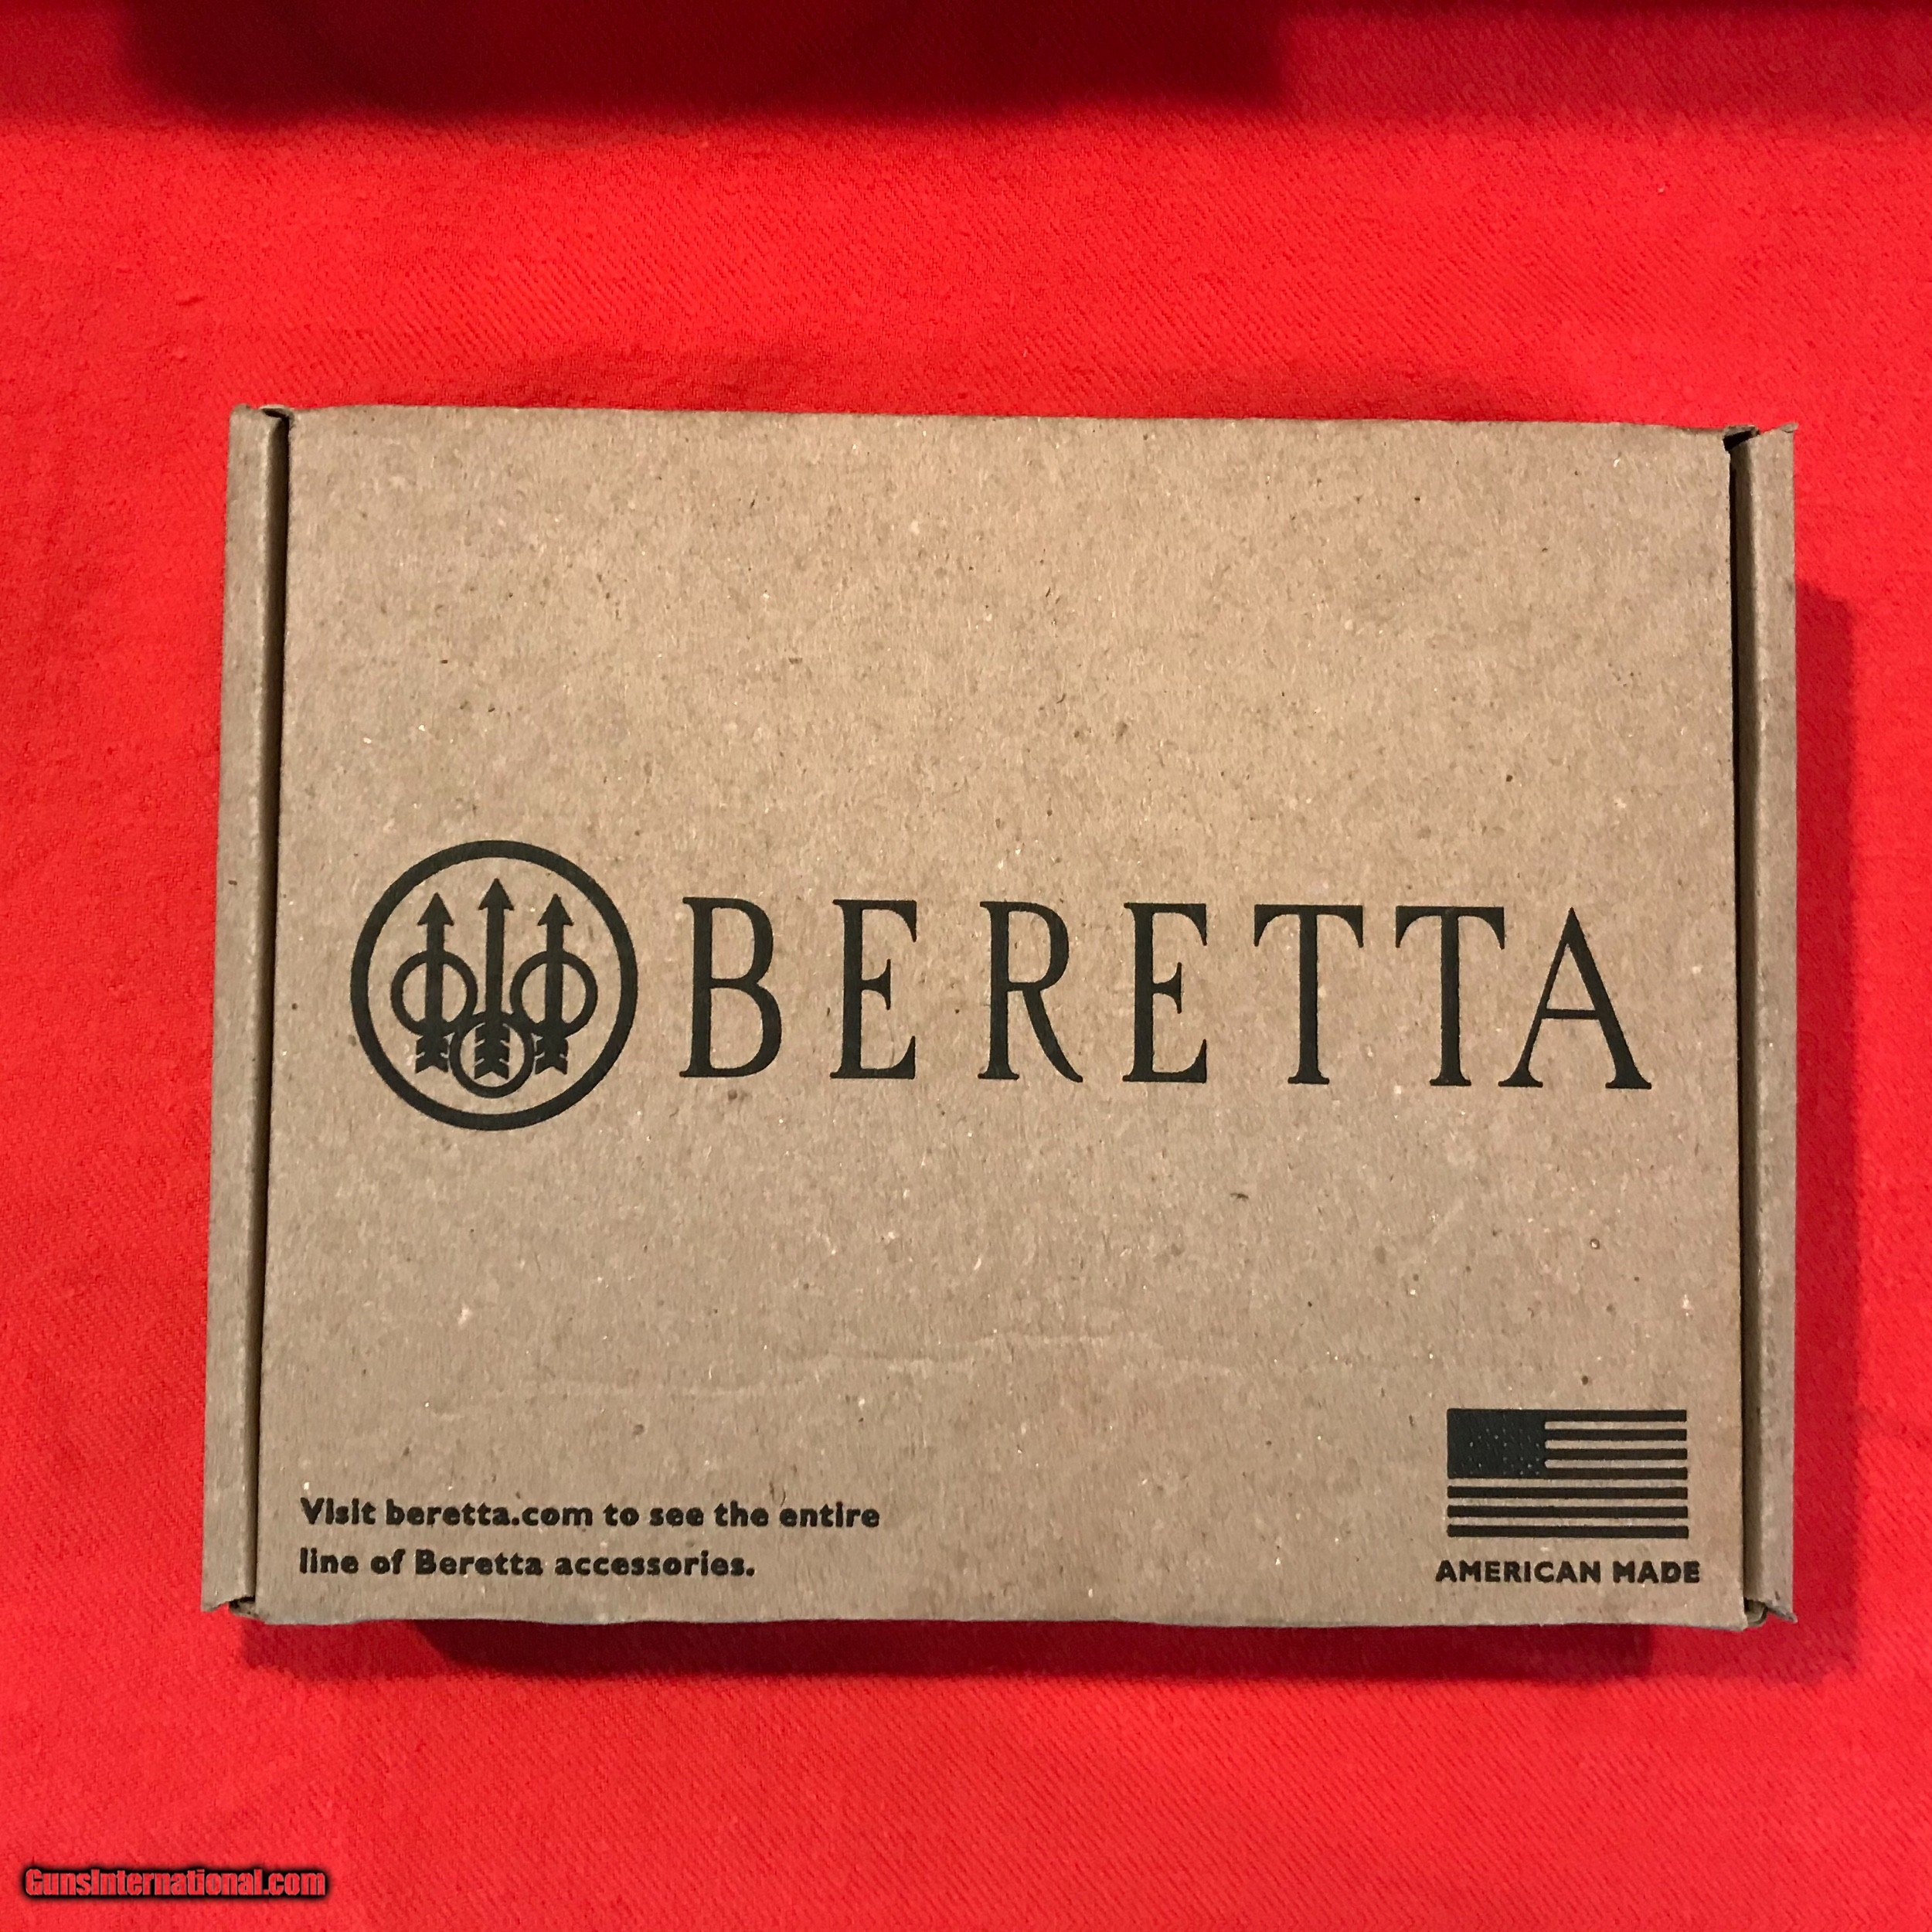 BERETTA
Visit beretta.com to see the entire
line of Beretta accessories.
AMERICAN MADE
GunsInternational.com